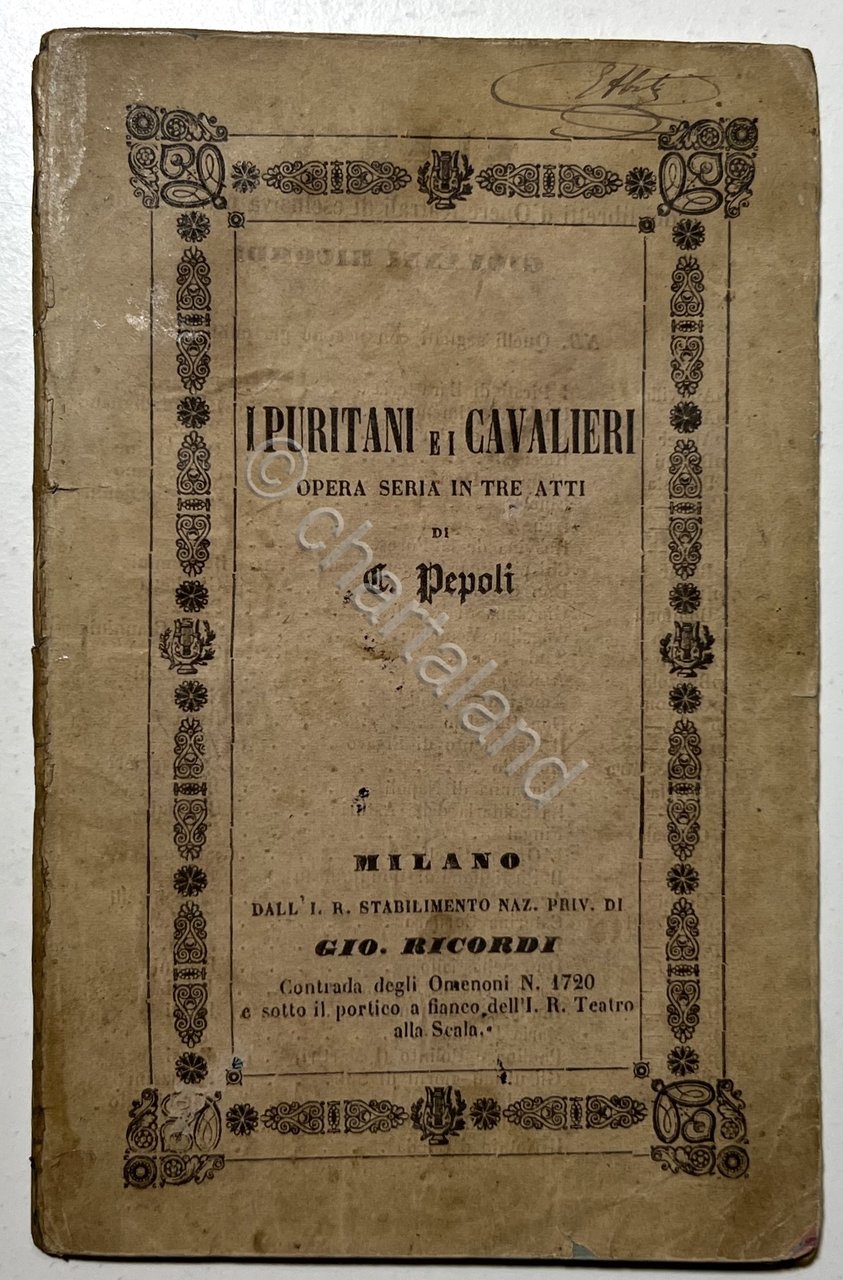 I PURITANI E I CAVALIERI
OPERA SERIA IN TRE ATTI
DI
C. Pepoli
© chartaland
MILANO
DALL' I. R. STABILIMENTO NAZ. PRIV. DI
GIO. RICORDI
Contrada degli Omenoni N. 1720
e sotto il portico a fianco dell'I. R. Teatro
alla Scala.